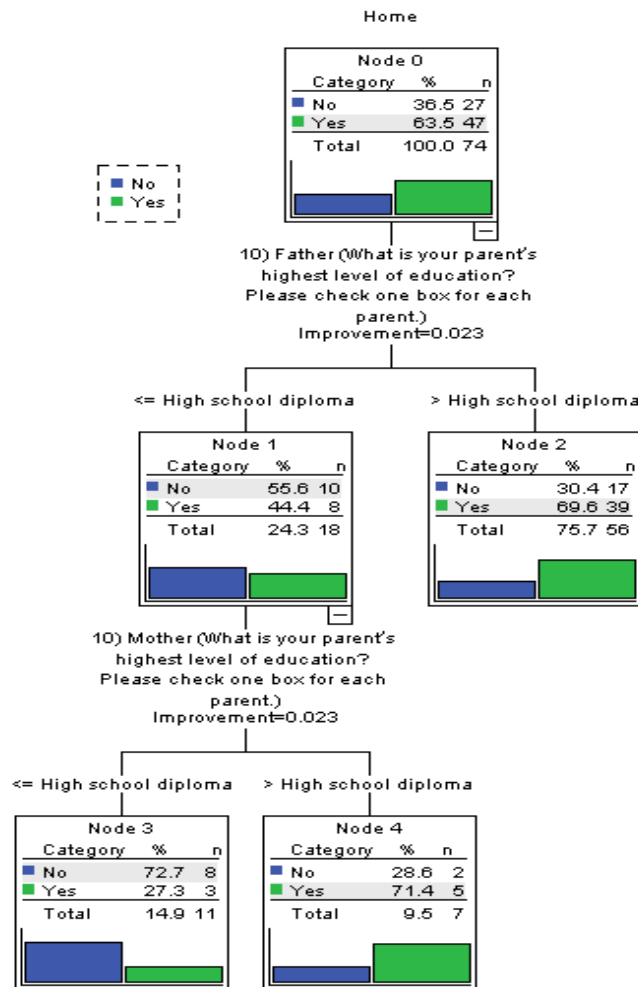 Home
Node 0
Category % n
No 36.5 27
Yes 63.5 47
Total 100.0 74
No
Yes
10) Father (What is your parent's
highest level of education?
Please check one box for each
parent.)
Improvement=0.023
<= High school diploma
> High school diploma
Node 1
Category % n
No 55.6 10
Yes 44.4 8
Total 24.3 18
Node 2
Category % n
No 30.4 17
Yes 69.6 39
Total 75.7 56
10) Mother (What is your parent's
highest level of education?
Please check one box for each
parent.)
Improvement=0.023
<= High school diploma
> High school diploma
Node 3
Category % n
No 72.7 8
Yes 27.3 3
Total 14.9 11
Node 4
Category % n
No 28.6 2
Yes 71.4 5
Total 9.5 7